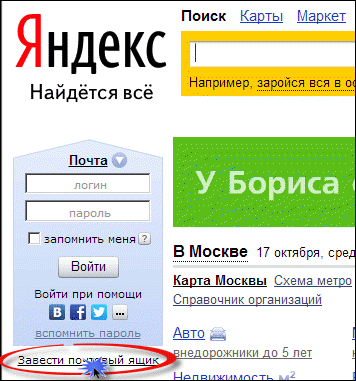 Яндекс
Найдётся всё
Поиск Карты Маркет
Например, заройся вся в о
Почта
логин
пароль
запомнить меня ?
Войти
Войти при помощи
В f ...
вспомнить пароль
Завести почтовый ящик
У Бориса
В Москве 17 октября, сред
Карта Москвы Схема метро
Справочник организаций
Авто
внедорожники до 5 лет
Недвижимость м²